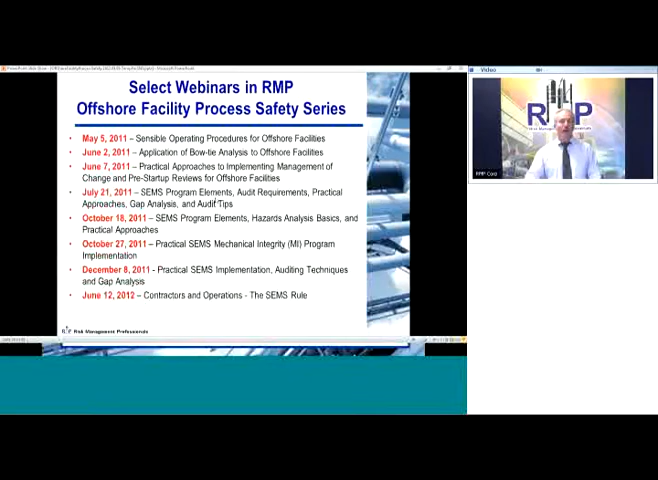 Select Webinars in RMP
Offshore Facility Process Safety Series
• May 5, 2011 – Sensible Operating Procedures for Offshore Facilities
• June 2, 2011 – Application of Bow-tie Analysis to Offshore Facilities
• June 7, 2011 – Practical Approaches to Implementing Management of
Change and Pre-Startup Reviews for Offshore Facilities
• July 21, 2011 – SEMS Program Elements, Audit Requirements, Practical
Approaches, Gap Analysis, and Audit Tips
• October 18, 2011 – SEMS Program Elements, Hazards Analysis Basics, and
Practical Approaches
• October 27, 2011 – Practical SEMS Mechanical Integrity (MI) Program
Implementation
• December 8, 2011 - Practical SEMS Implementation, Auditing Techniques
and Gap Analysis
• June 12, 2012 – Contractors and Operations - The SEMS Rule
Risk Management Professionals
Video
RMP
RMP Corp